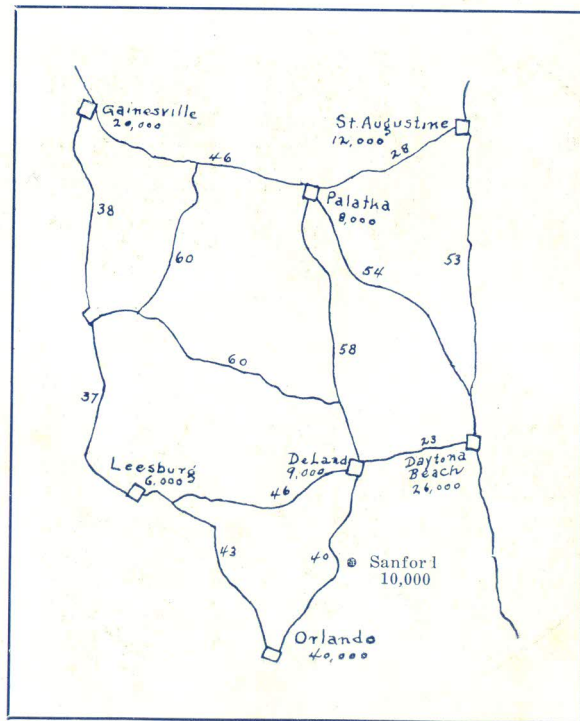 Gainesville
20,000
St. Augustine
12,000
46
28
Palatka
8,000
38
60
54
53
58
60
37
23
Leesburg
6,000
DeLand
9,000
Daytona
Beach
26,000
46
43
40
Sanford
10,000
Orlando
40,000